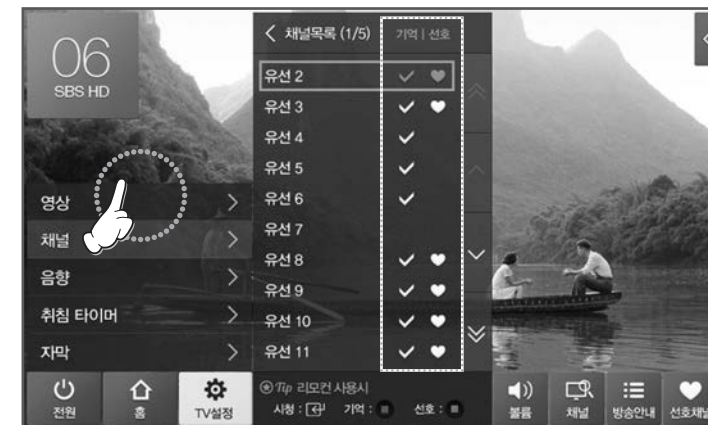 06
SBS HD
영상
채널
음향
취침 타이머
자막
전원
홈
TV설정
채널목록 (1/5)
기억 | 선호
유선 2
유선 3
유선 4
유선 5
유선 6
유선 7
유선 8
유선 9
유선 10
유선 11
Tip 리모컨 사용시
시청 : 기억 : 선호 :
볼륨
채널
방송안내
선호채널